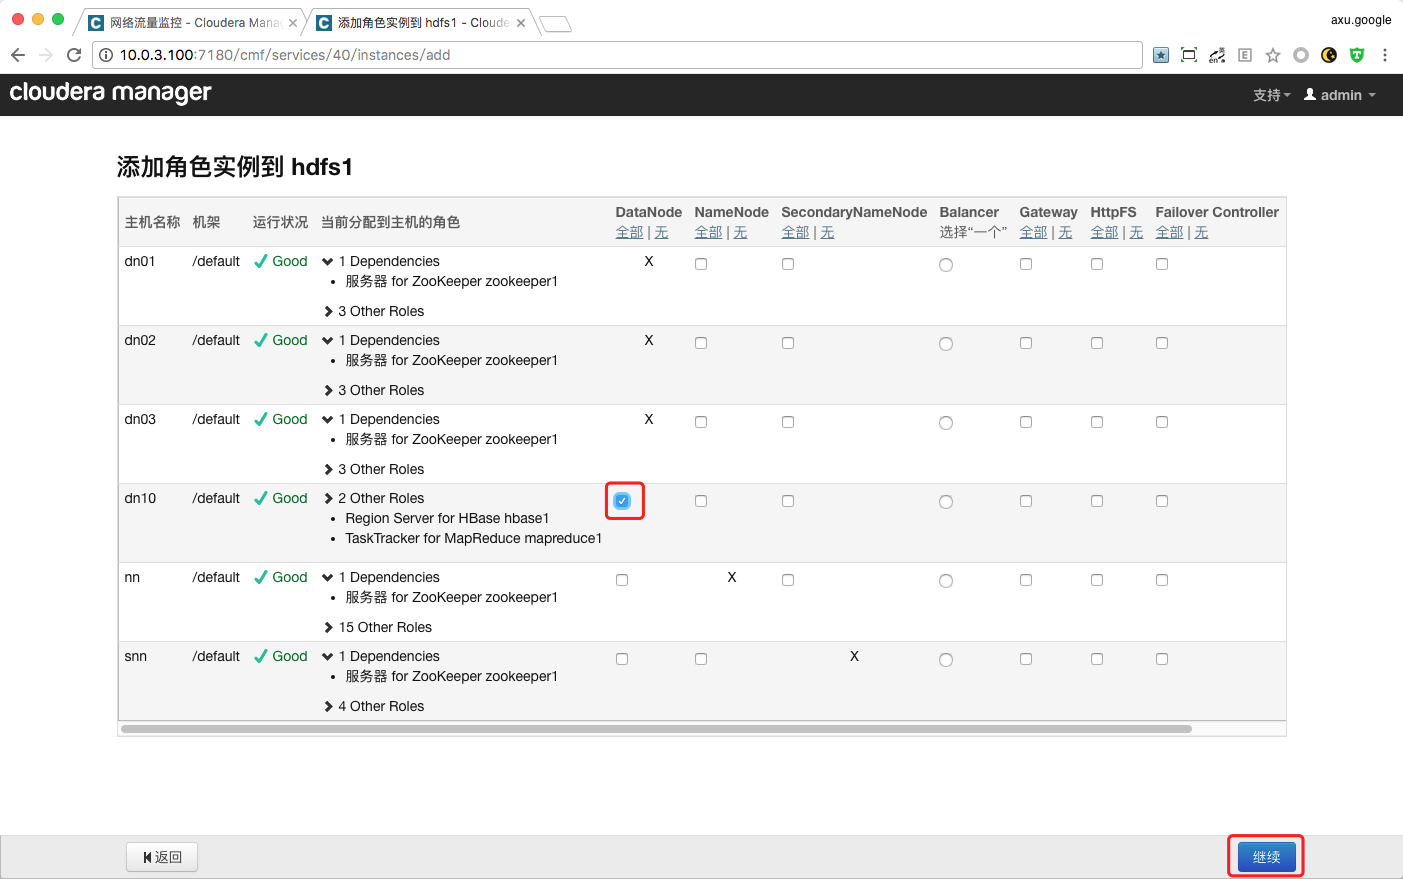 网络流量监控 - Cloudera Mana
添加角色实例到 hdfs1 - Cloude
axu.google
10.0.3.100:7180/cmf/services/40/instances/add
cloudera manager
支持
admin
添加角色实例到 hdfs1
主机名称 机架 运行状况 当前分配到主机的角色 DataNode NameNode SecondaryNameNode Balancer Gateway HttpFS Failover Controller
全部 | 无 全部 | 无 全部 | 无 选择“一个” 全部 | 无 全部 | 无 全部 | 无
dn01 /default Good 1 Dependencies X
• 服务器 for ZooKeeper zookeeper1
3 Other Roles
dn02 /default Good 1 Dependencies X
• 服务器 for ZooKeeper zookeeper1
3 Other Roles
dn03 /default Good 1 Dependencies X
• 服务器 for ZooKeeper zookeeper1
3 Other Roles
dn10 /default Good 2 Other Roles
• Region Server for HBase hbase1
• TaskTracker for MapReduce mapreduce1
nn /default Good 1 Dependencies X
• 服务器 for ZooKeeper zookeeper1
15 Other Roles
snn /default Good 1 Dependencies X
• 服务器 for ZooKeeper zookeeper1
4 Other Roles
返回
继续